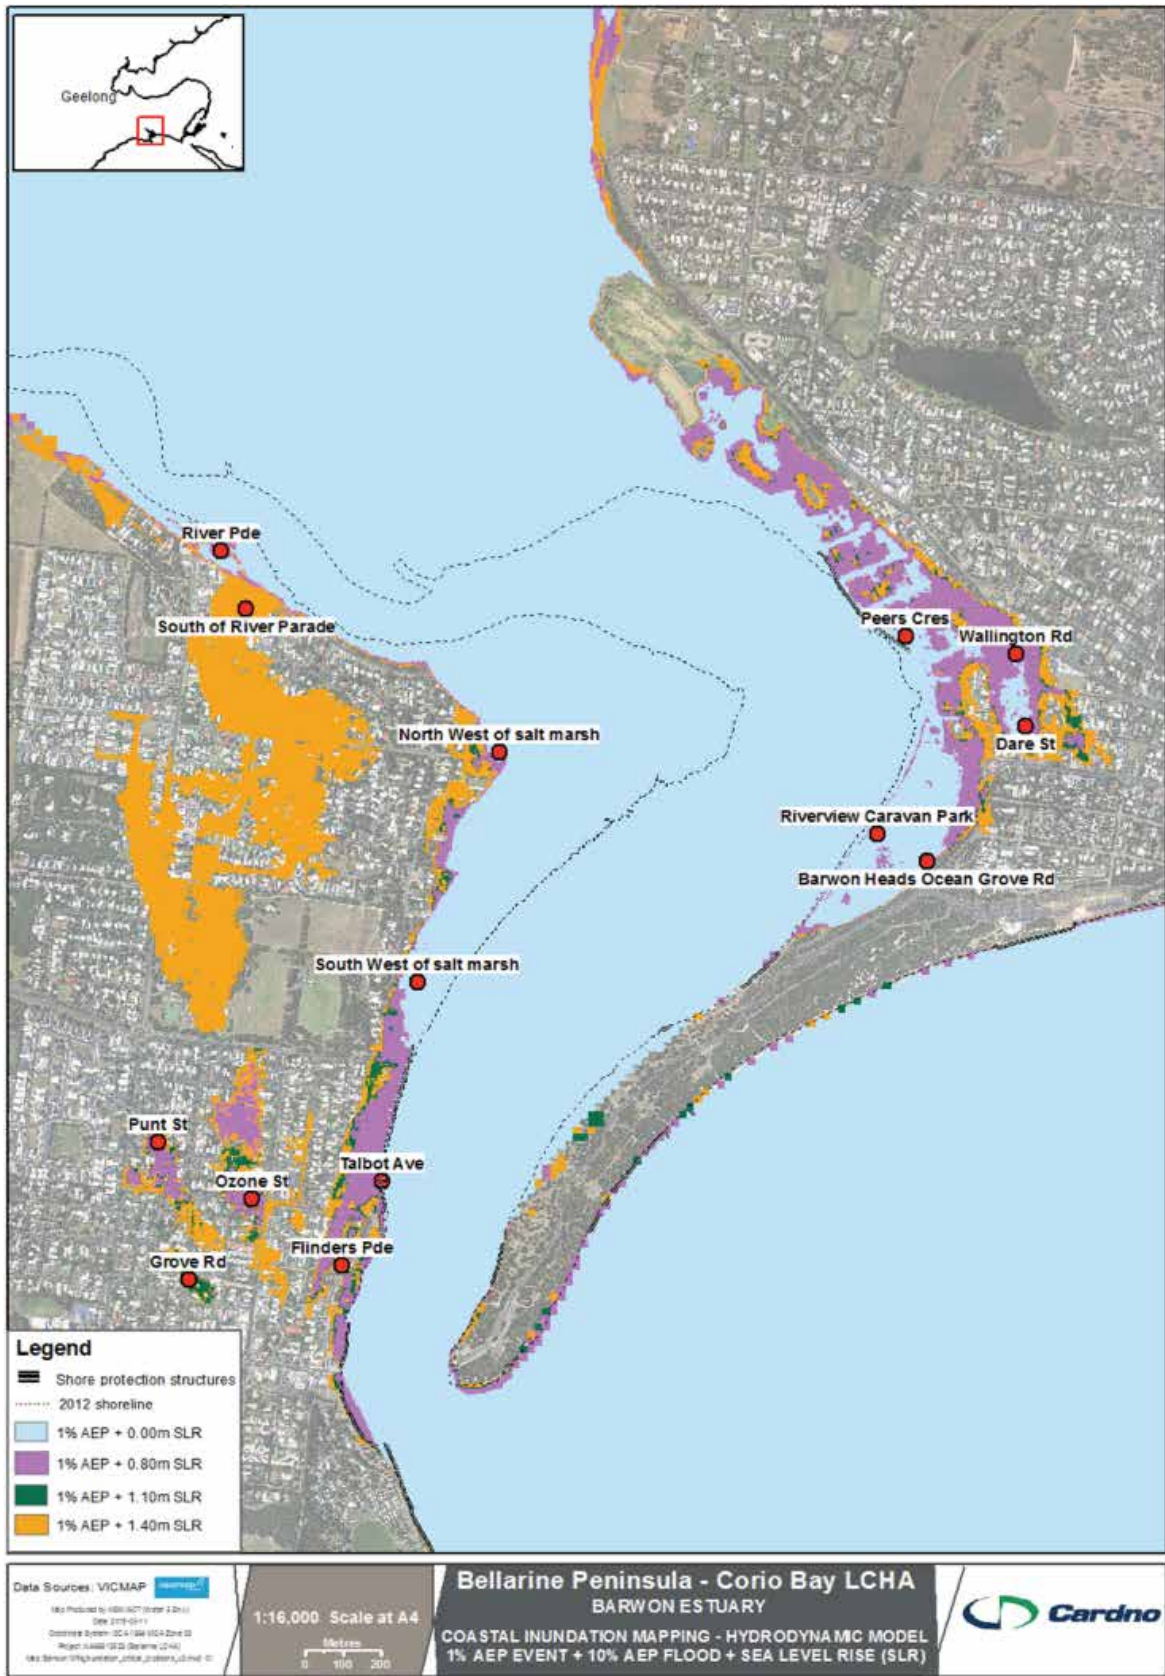 Geelong
River Pde
South of River Parade
Peers Cres
Wallington Rd
North West of salt marsh
Dare St
Riverview Caravan Park
Barwon Heads Ocean Grove Rd
South West of salt marsh
Punt St
Talbot Ave
Ozone St
Flinders Pde
Grove Rd
Legend
Shore protection structures
2012 shoreline
1% AEP + 0.00m SLR
1% AEP + 0.80m SLR
1% AEP + 1.10m SLR
1% AEP + 1.40m SLR
Data Sources: VICMAP
1:16,000 Scale at A4
Metres
0 100 200
Bellarine Peninsula - Corio Bay LCHA
BARWON ESTUARY
COASTAL INUNDATION MAPPING - HYDRODYNAMIC MODEL
1% AEP EVENT + 10% AEP FLOOD + SEA LEVEL RISE (SLR)
Cardno